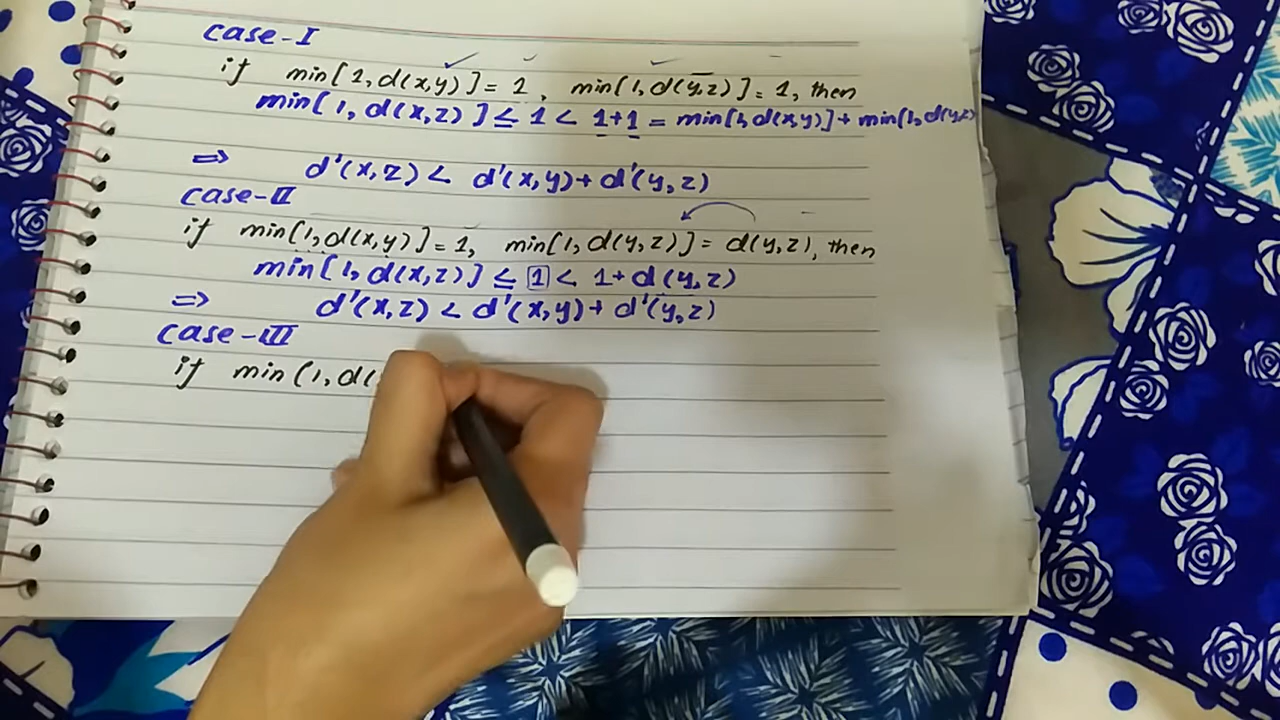 case-I
if min[1,d(x,y)]=1, min[1,d(y,z)]=1, then
min[1,d(x,z)]≤1<1+1=min[1,d(x,y)]+min[1,d(y,z)
⇒ d'(x,z)<d'(x,y)+d'(y,z)
case-II
if min[1,d(x,y)]=1, min[1,d(y,z)]=d(y,z), then
min[1,d(x,z)]≤1<1+d(y,z)
⇒ d'(x,z)<d'(x,y)+d'(y,z)
case-III
if min(1,d(